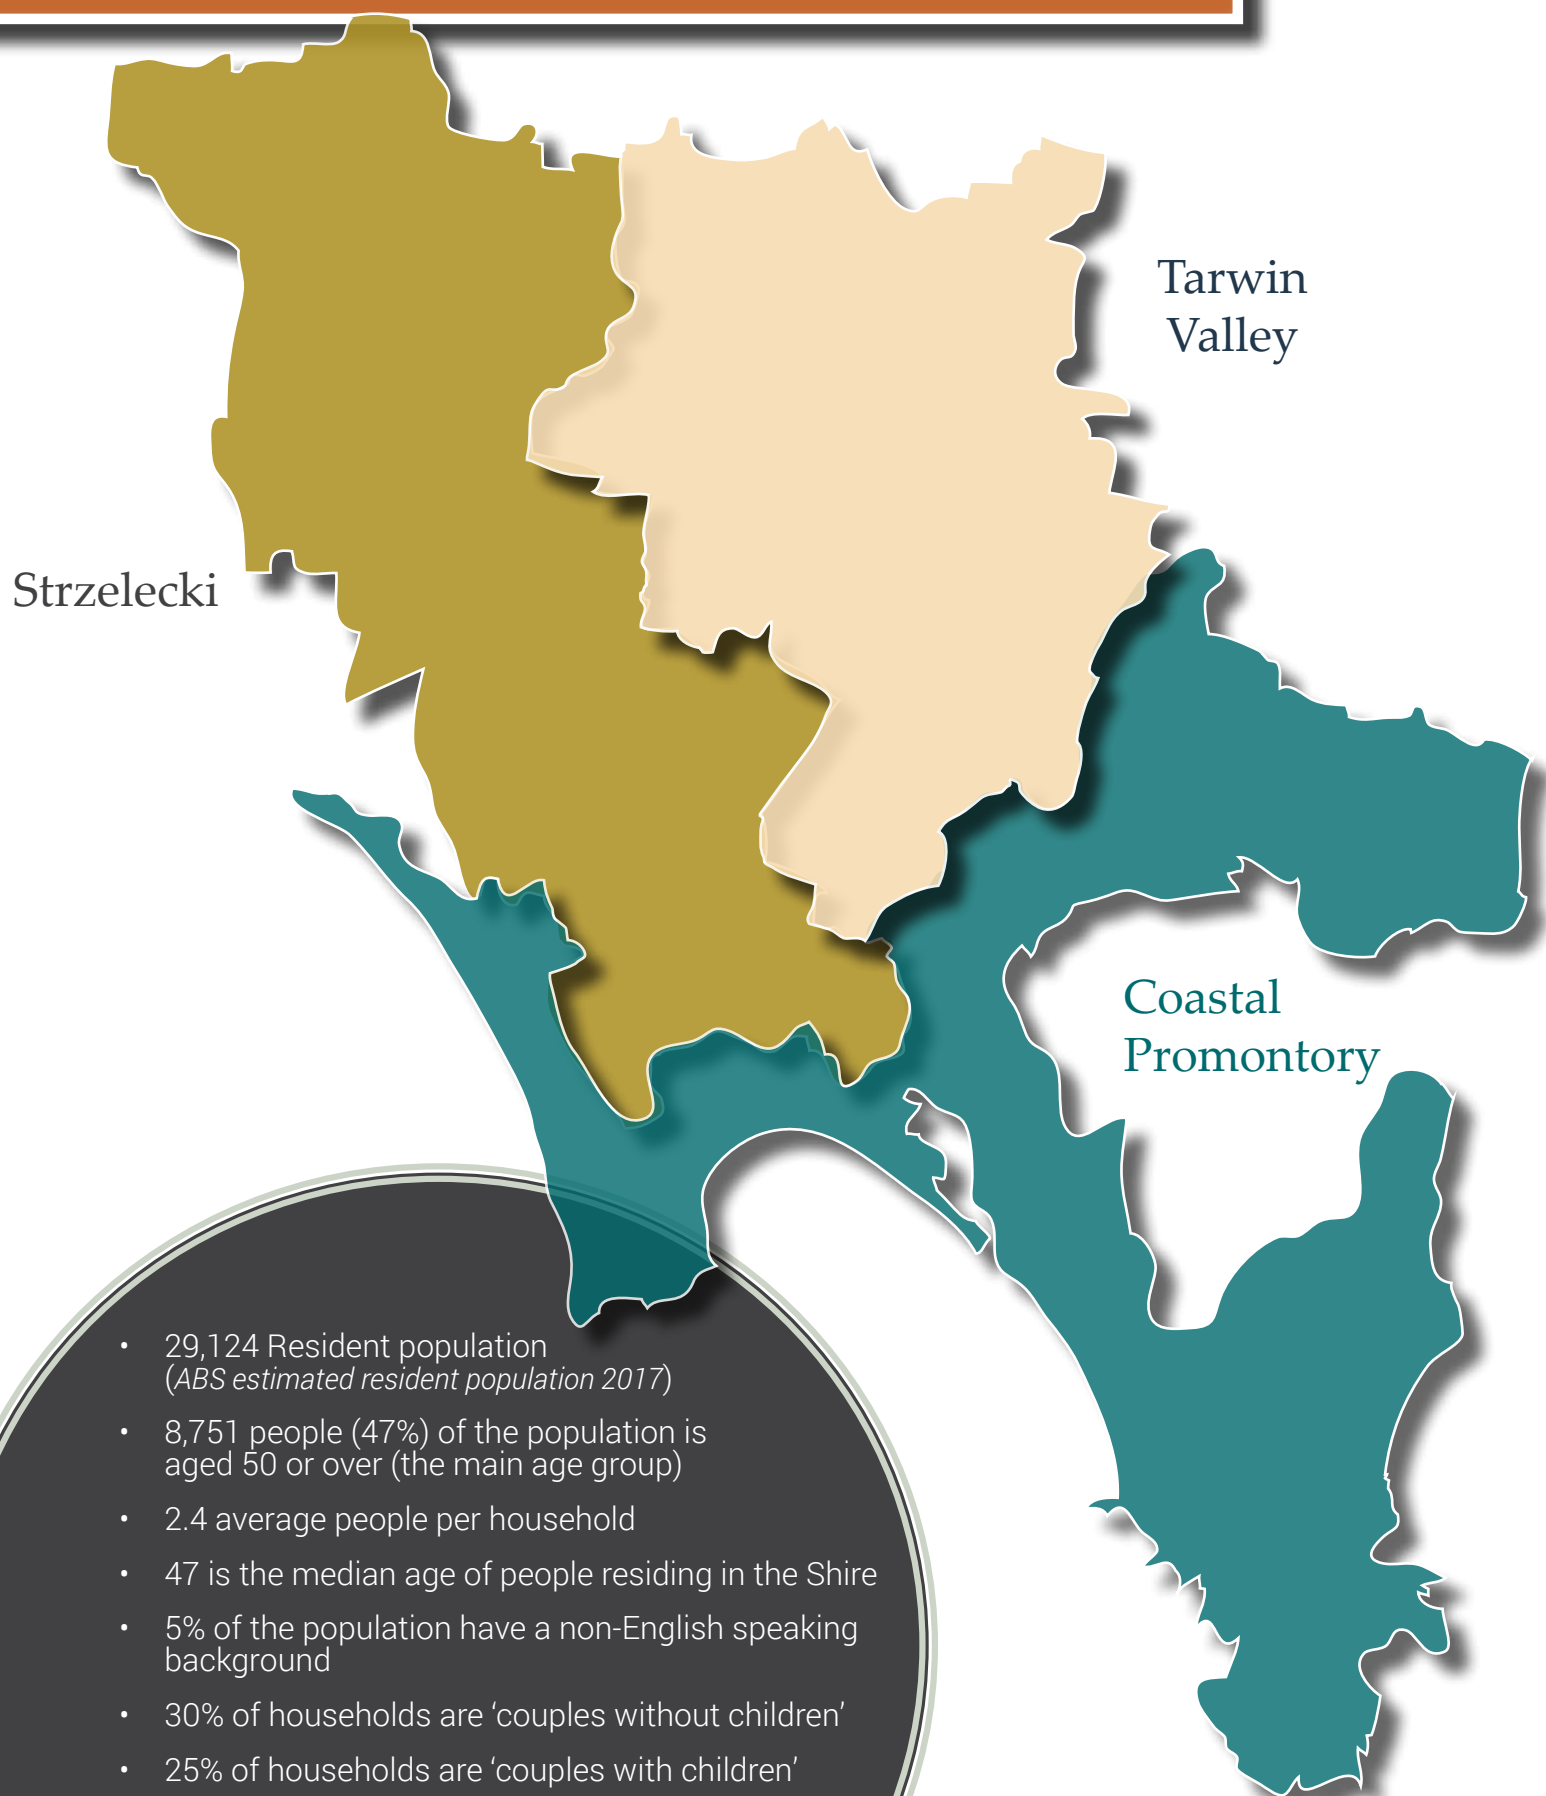 Tarwin
Valley
Strzelecki
Coastal
Promontory
• 29,124 Resident population
(ABS estimated resident population 2017)
• 8,751 people (47%) of the population is
aged 50 or over (the main age group)
• 2.4 average people per household
• 47 is the median age of people residing in the Shire
• 5% of the population have a non-English speaking
background
• 30% of households are ‘couples without children’
• 25% of households are ‘couples with children’